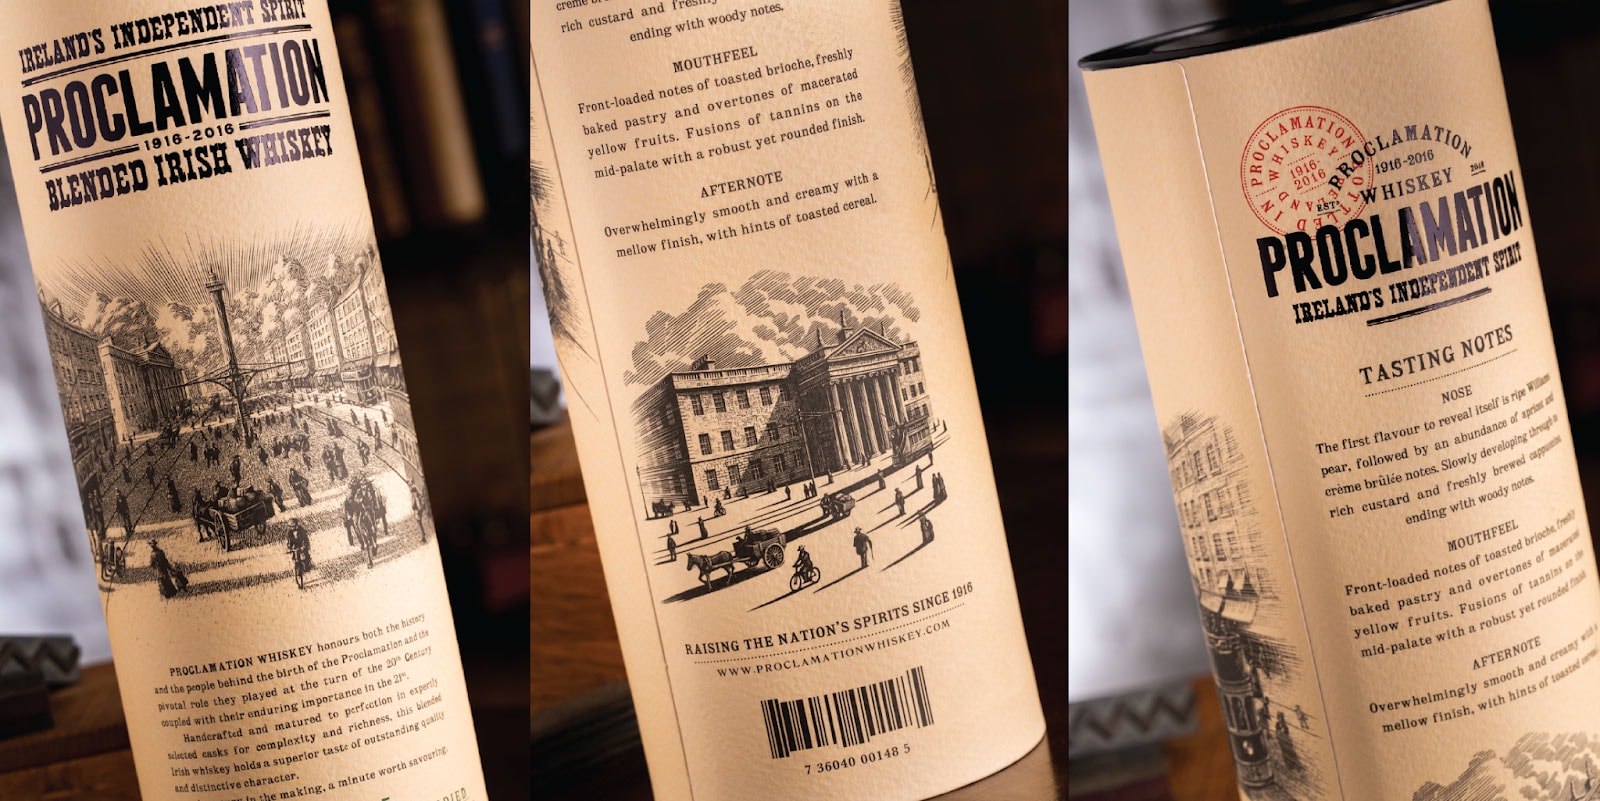 IRELAND'S INDEPENDENT SPIRIT
PROCLAMATION
1916-2016
BLENDED IRISH WHISKEY
PROCLAMATION WHISKEY honours both the history
and the people behind the birth of the Proclamation and the
pivotal role they played at the turn of the 20th Century
coupled with their enduring importance in the 21st.
Handcrafted and matured to perfection in expertly
selected casks for complexity and richness, this blended
Irish whiskey holds a superior taste of outstanding quality
and distinctive character.
in the making, a minute worth savouring.
crème
rich custard and
ending with woody notes.
MOUTHFEEL
Front-loaded notes of toasted brioche, freshly
baked pastry and overtones of macerated
yellow fruits. Fusions of tannins on the
mid-palate with a robust yet rounded finish.
AFTERNOTE
Overwhelmingly smooth and creamy with a
mellow finish, with hints of toasted cereal.
RAISING THE NATION'S SPIRITS SINCE 1916
WWW.PROCLAMATIONWHISKEY.COM
7 36040 00148 5
PROCLAMATION
WHISKEY
1916-
2016
BOTTLED IN
PROCLAMATION
1916-2016
ESTD WHISKEY
PROCLAMATION
IRELAND'S INDEPENDENT SPIRIT
TASTING NOTES
NOSE
The first flavour to reveal itself is ripe William
pear, followed by an abundance of apricot and
crème brûlée notes. Slowly developing through to
rich custard and freshly brewed cappuccino
ending with woody notes.
MOUTHFEEL
Front-loaded notes of toasted brioche, freshly
baked pastry and overtones of macerated
yellow fruits. Fusions of tannins on the
mid-palate with a robust yet rounded finish.
AFTERNOTE
Overwhelmingly smooth and creamy with a
mellow finish, with hints of toasted